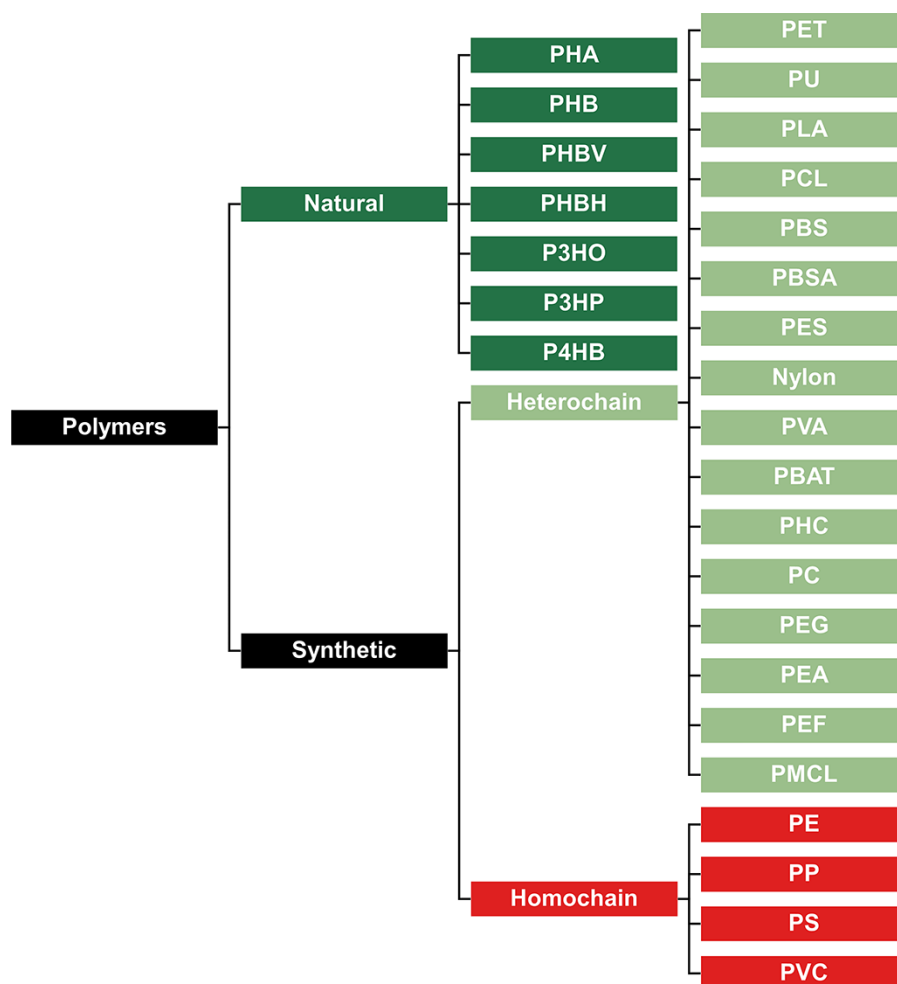 Polymers
Natural
PHA
PHB
PHBV
PHBH
P3HO
P3HP
P4HB
Synthetic
Heterochain
PET
PU
PLA
PCL
PBS
PBSA
PES
Nylon
PVA
PBAT
PHC
PC
PEG
PEA
PEF
PMCL
Homochain
PE
PP
PS
PVC